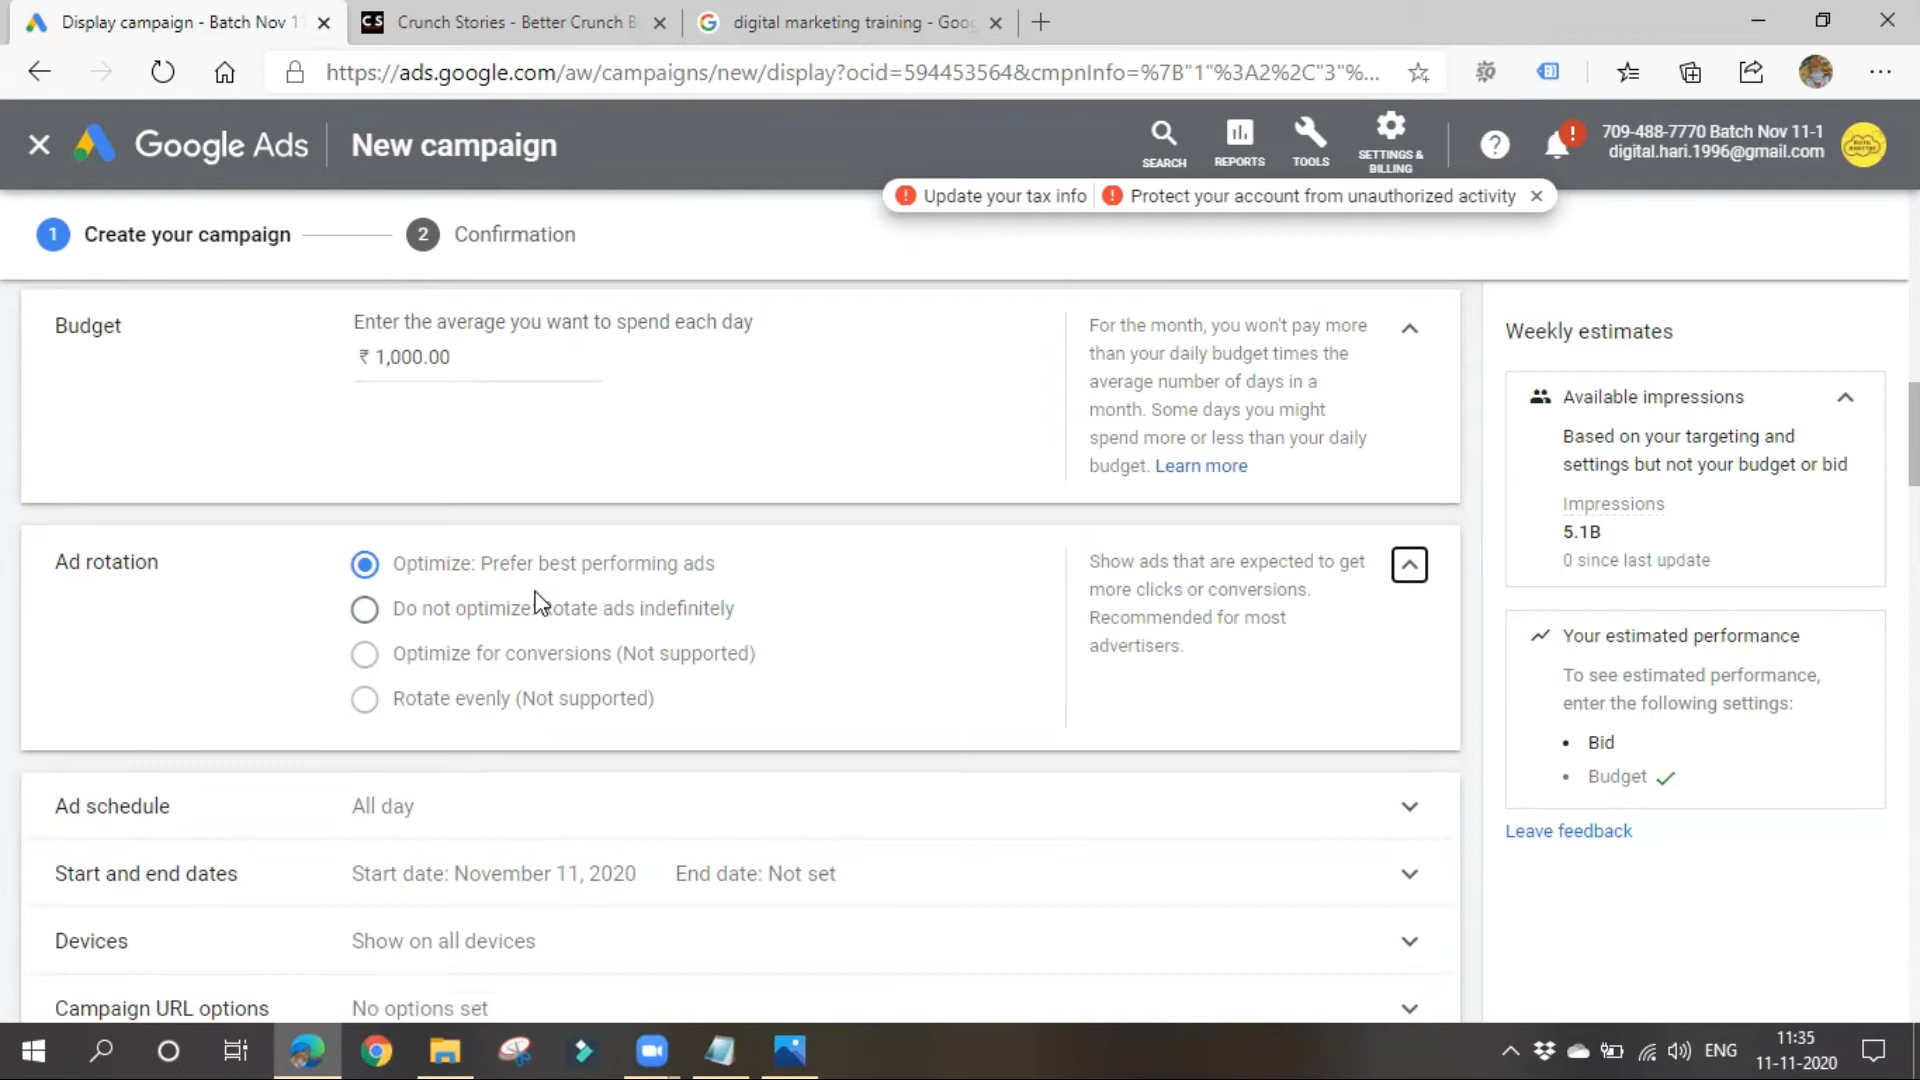 Display campaign - Batch Nov 1
Crunch Stories - Better Crunch B
digital marketing training - Goog
https://ads.google.com/aw/campaigns/new/display?ocid=594453564&cmpnInfo=%7B"1"%3A2%2C"3"%...
Google Ads
New campaign
SEARCH
REPORTS
TOOLS
SETTINGS &
BILLING
?
!
709-488-7770 Batch Nov 11-1
digital.hari.1996@gmail.com
! Update your tax info
! Protect your account from unauthorized activity
1 Create your campaign
2 Confirmation
Budget
Enter the average you want to spend each day
₹ 1,000.00
For the month, you won't pay more
than your daily budget times the
average number of days in a
month. Some days you might
spend more or less than your daily
budget. Learn more
Ad rotation
Optimize: Prefer best performing ads
Do not optimize: Rotate ads indefinitely
Optimize for conversions (Not supported)
Rotate evenly (Not supported)
Show ads that are expected to get
more clicks or conversions.
Recommended for most
advertisers.
Ad schedule
All day
Start and end dates
Start date: November 11, 2020
End date: Not set
Devices
Show on all devices
Campaign URL options
No options set
Weekly estimates
Available impressions
Based on your targeting and
settings but not your budget or bid
Impressions
5.1B
0 since last update
Your estimated performance
To see estimated performance,
enter the following settings:
• Bid
• Budget
Leave feedback
ENG
11:35
11-11-2020